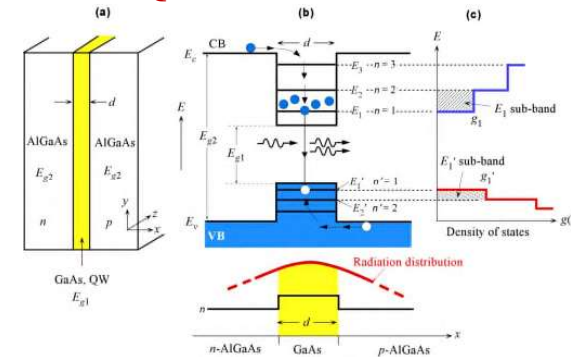 (a)
d
AlGaAs
AlGaAs
E_g2
E_g2
n
p
y
z
x
GaAs, QW
E_g1
(b)
d
E_c
CB
E_3 n = 3
E_2 n = 2
E_1 n = 1
E
E_g2
E_g1
E_1' n' = 1
E_2' n' = 2
E_v
VB
Radiation distribution
n
d
x
n-AlGaAs
GaAs
p-AlGaAs
(c)
E
E_1 sub-band
g_1
E_1' sub-band
g_1'
g(
Density of states